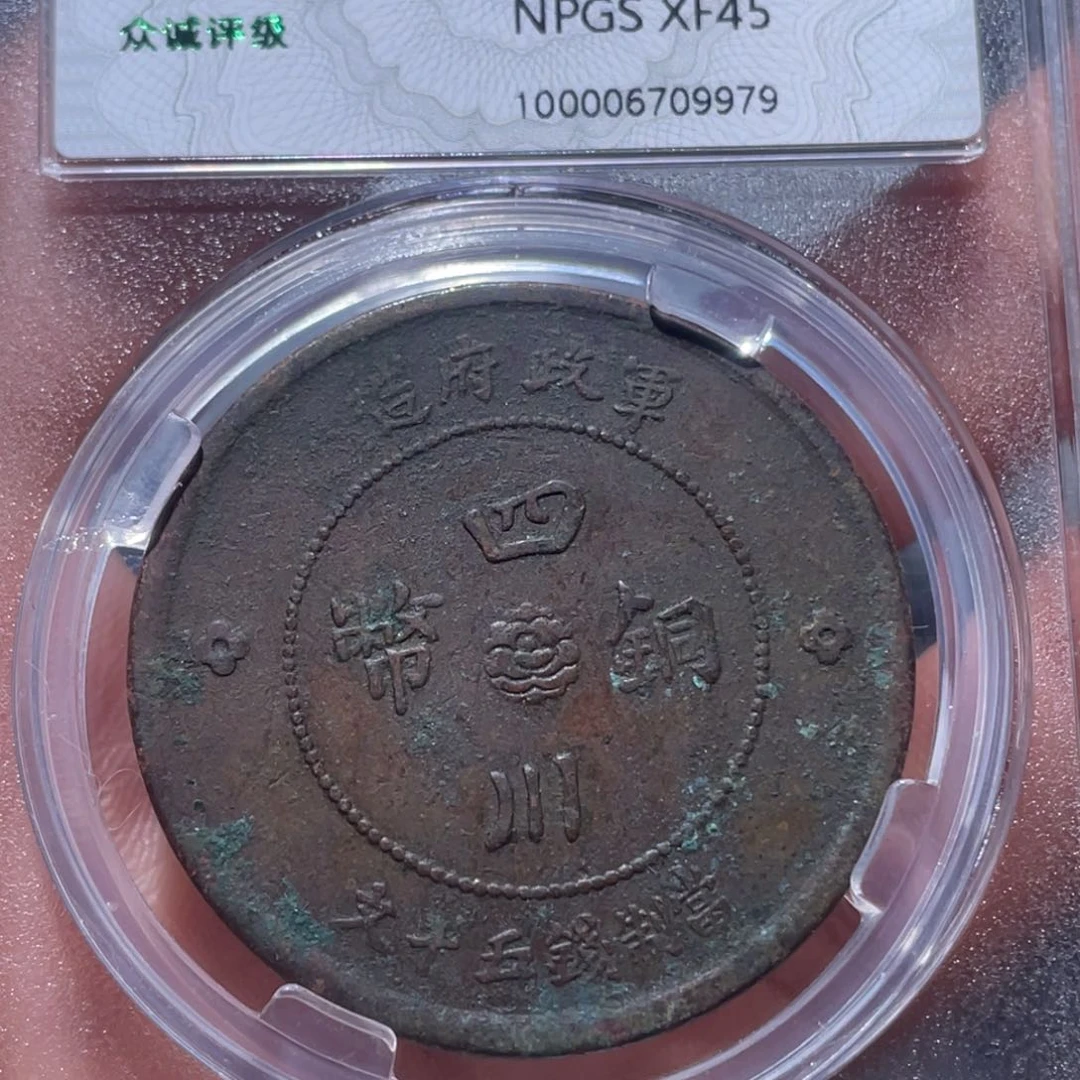 众诚评级
NPGS XF45
100006709979
軍政府造
四川
銅幣
當制錢五十文